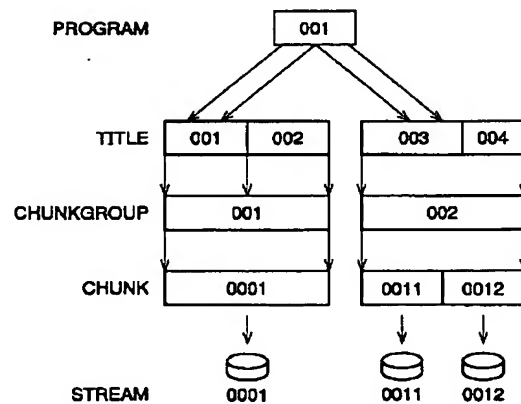 PROGRAM 001
TITLE 001 002 003 004
CHUNKGROUP 001 002
CHUNK 0001 0011 0012
STREAM 0001 0011 0012